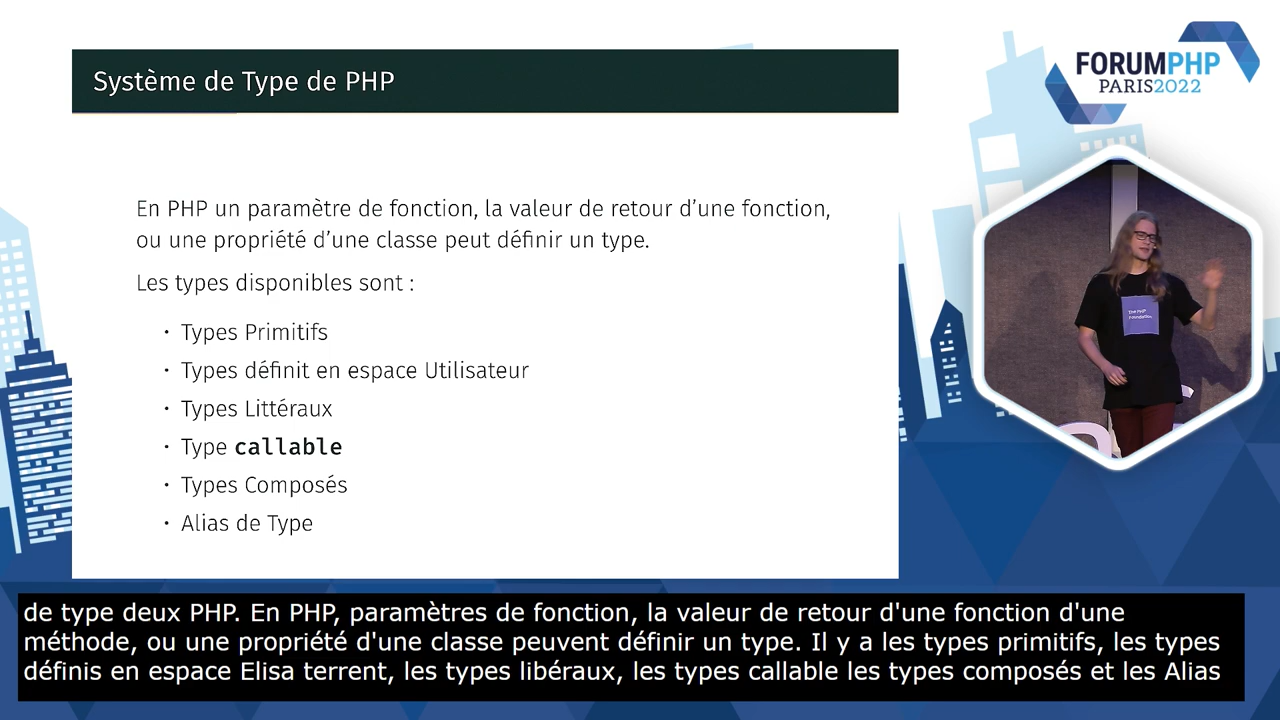 Système de Type de PHP
FORUMPHP
PARIS2022
En PHP un paramètre de fonction, la valeur de retour d’une fonction,
ou une propriété d’une classe peut définir un type.
Les types disponibles sont :
• Types Primitifs
• Types définit en espace Utilisateur
• Types Littéraux
• Type callable
• Types Composés
• Alias de Type
The PHP
Foundation.
de type deux PHP. En PHP, paramètres de fonction, la valeur de retour d'une fonction d'une
méthode, ou une propriété d'une classe peuvent définir un type. Il y a les types primitifs, les types
définis en espace Elisa terrent, les types libéraux, les types callable les types composés et les Alias